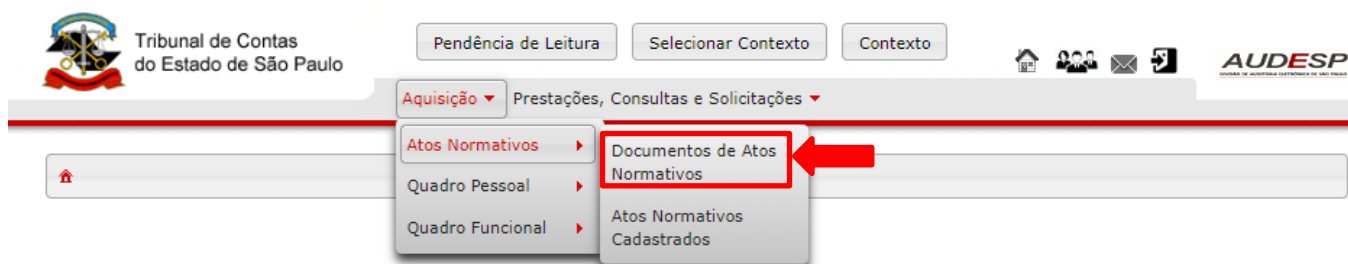 Tribunal de Contas
do Estado de São Paulo
Pendência de Leitura
Selecionar Contexto
Contexto
AUDESP
Aquisição
Prestações, Consultas e Solicitações
Atos Normativos
Quadro Pessoal
Quadro Funcional
Documentos de Atos
Normativos
Atos Normativos
Cadastrados